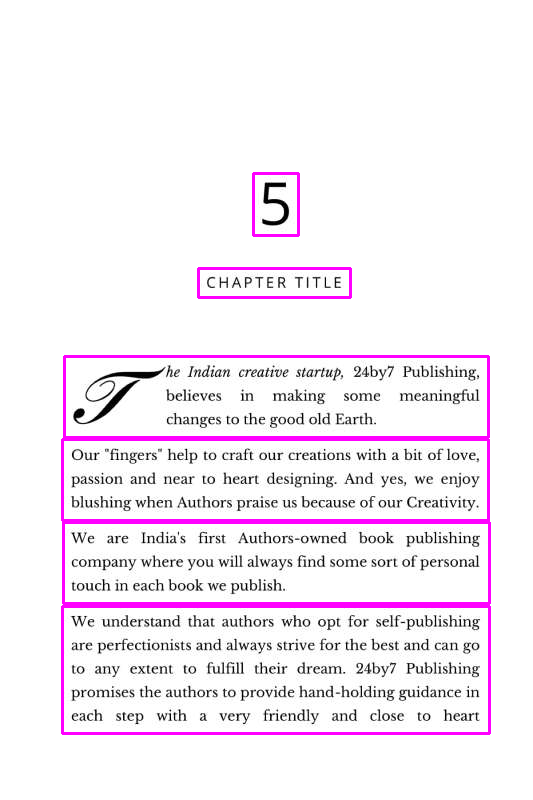 5
CHAPTER TITLE
The Indian creative startup, 24by7 Publishing,
believes in making some meaningful
changes to the good old Earth.
Our "fingers" help to craft our creations with a bit of love,
passion and near to heart designing. And yes, we enjoy
blushing when Authors praise us because of our Creativity.
We are India's first Authors-owned book publishing
company where you will always find some sort of personal
touch in each book we publish.
We understand that authors who opt for self-publishing
are perfectionists and always strive for the best and can go
to any extent to fulfill their dream. 24by7 Publishing
promises the authors to provide hand-holding guidance in
each step with a very friendly and close to heart